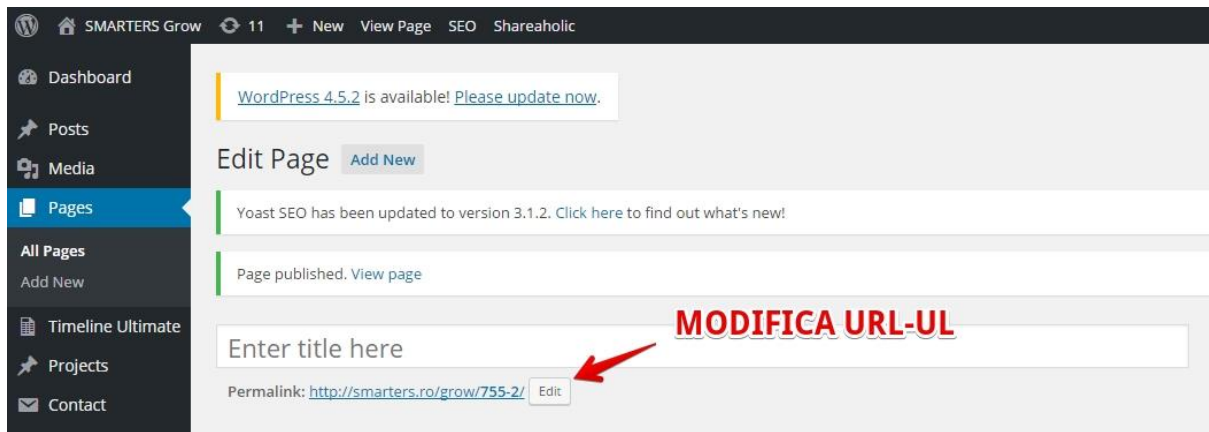 SMARTERS Grow 11 New View Page SEO Shareaholic
Dashboard
Posts
Media
Pages
All Pages
Add New
Timeline Ultimate
Projects
Contact
WordPress 4.5.2 is available! Please update now.
Edit Page Add New
Yoast SEO has been updated to version 3.1.2. Click here to find out what's new!
Page published. View page
MODIFICA URL-UL
Enter title here
Permalink: http://smarters.ro/grow/755-2/ Edit